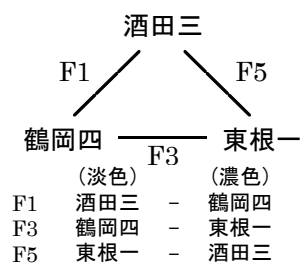 酒田三
F1 F5
鶴岡四 東根一
F3
(淡色) (濃色)
F1 酒田三 - 鶴岡四
F3 鶴岡四 - 東根一
F5 東根一 - 酒田三